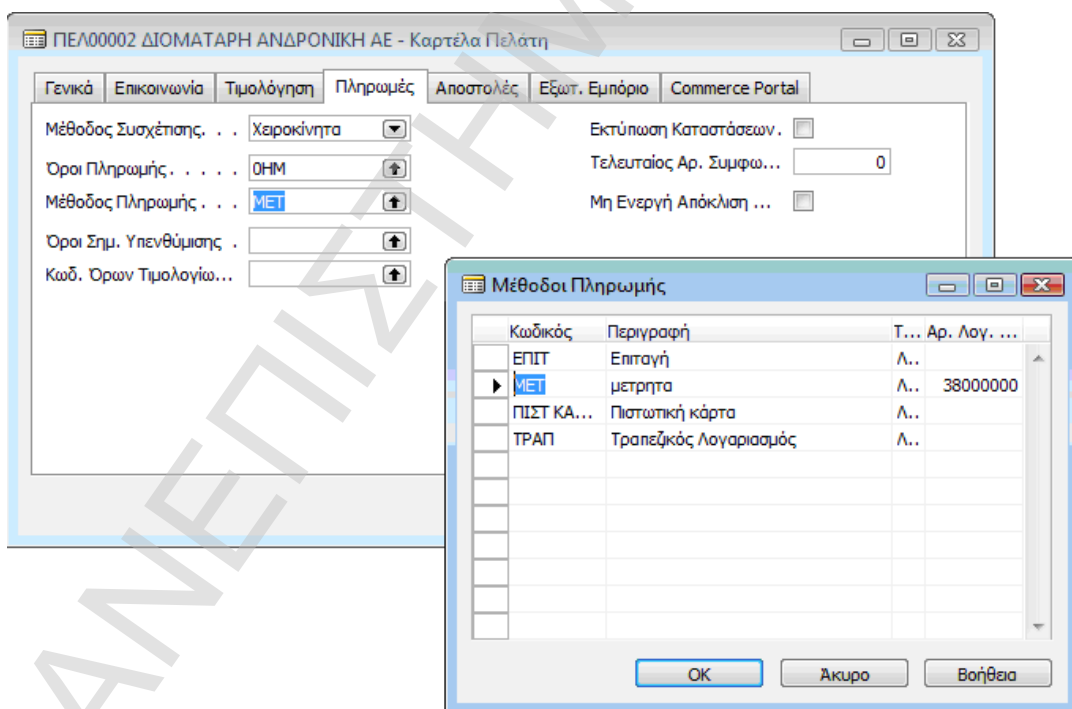 ΠΕΛ00002 ΔΙΟΜΑΤΑΡΗ ΑΝΔΡΟΝΙΚΗ ΑΕ - Καρτέλα Πελάτη
Γενικά Επικοινωνία Τιμολόγηση Πληρωμές Αποστολές Εξωτ. Εμπόριο Commerce Portal
Μέθοδος Συσχέτισης. . . Χειροκίνητα Εκτύπωση Καταστάσεων.
Όροι Πληρωμής. . . . . 0ΗΜ Τελευταίος Αρ. Συμφω... 0
Μέθοδος Πληρωμής . . . ΜΕΤ Μη Ενεργή Απόκλιση ...
Όροι Σημ. Υπενθύμισης .
Κωδ. Όρων Τιμολογίω...
Μέθοδοι Πληρωμής
Κωδικός Περιγραφή Τ... Αρ. Λογ. ...
ΕΠΙΤ Επιταγή Λ..
ΜΕΤ μετρητα Λ.. 38000000
ΠΙΣΤ ΚΑ... Πιστωτική κάρτα Λ..
ΤΡΑΠ Τραπεζικός Λογαριασμός Λ..
OK Άκυρο Βοήθεια
ΑΝΕΠΙΣΤΗΜ